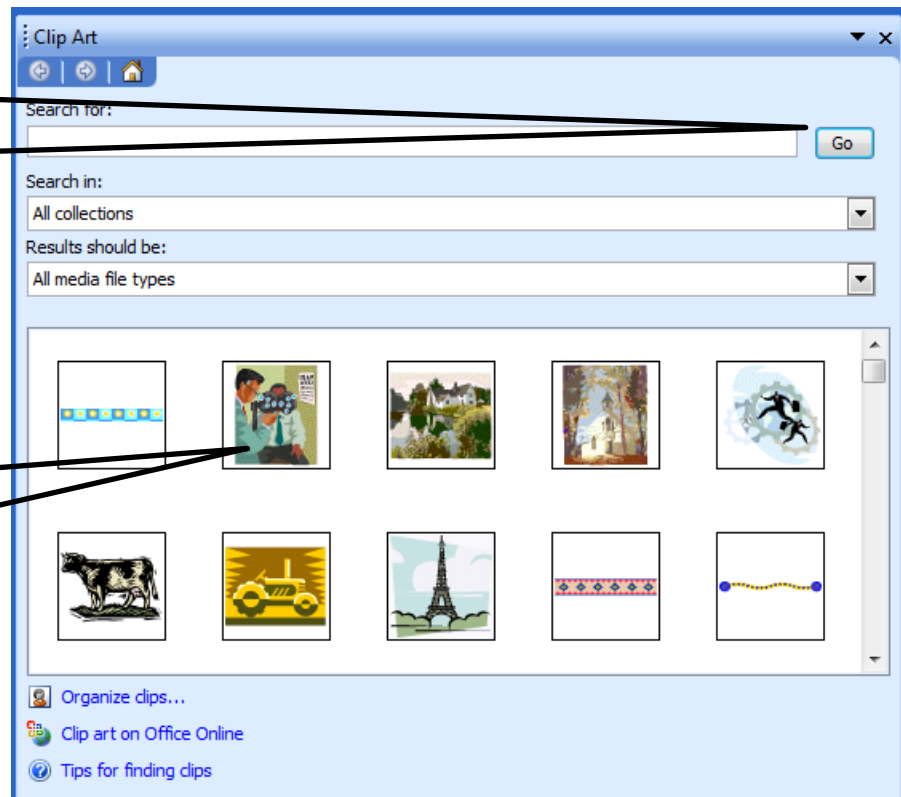 Clip Art
Search for:
Go
Search in:
All collections
Results should be:
All media file types
Organize clips...
Clip art on Office Online
Tips for finding clips